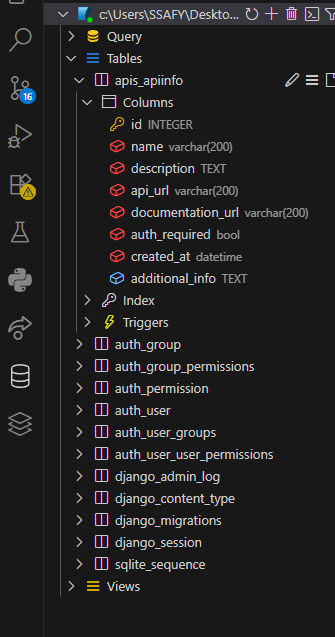 c:\Users\SSAFY\Deskto...
Query
Tables
apis_apiinfo
Columns
id INTEGER
name varchar(200)
description TEXT
api_url varchar(200)
documentation_url varchar(200)
auth_required bool
created_at datetime
additional_info TEXT
Index
Triggers
auth_group
auth_group_permissions
auth_permission
auth_user
auth_user_groups
auth_user_user_permissions
django_admin_log
django_content_type
django_migrations
django_session
sqlite_sequence
Views
16